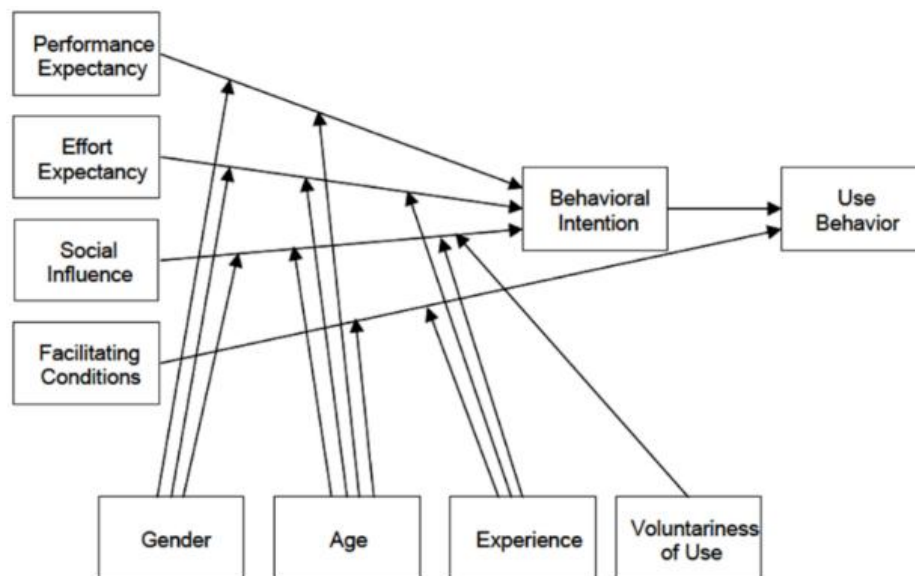 Performance
Expectancy
Effort
Expectancy
Social
Influence
Facilitating
Conditions
Behavioral
Intention
Use
Behavior
Gender
Age
Experience
Voluntariness
of Use